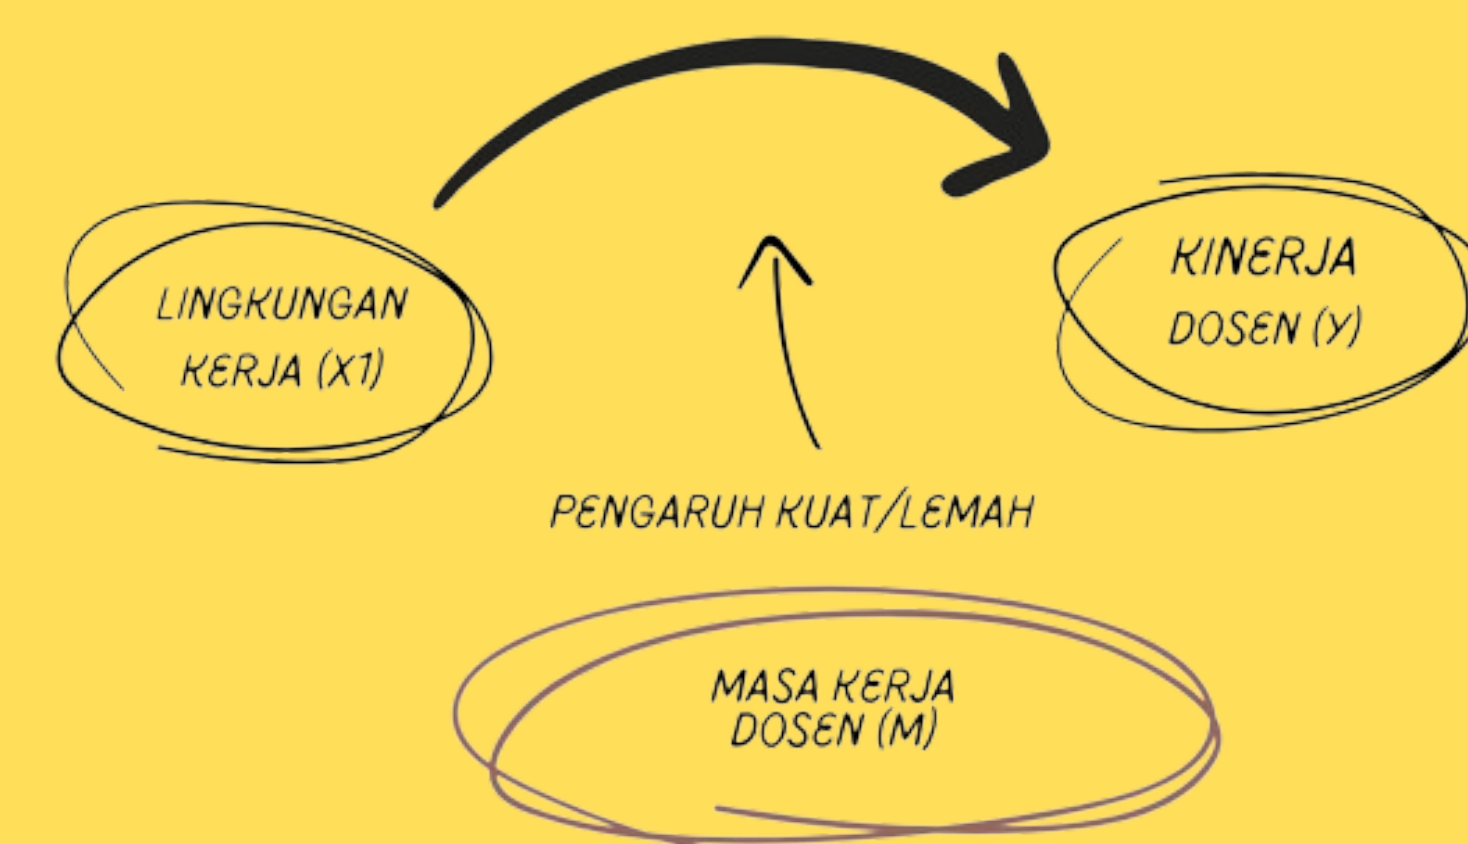 LINGKUNGAN
KERJA (X1)
KINERJA
DOSEN (Y)
PENGARUH KUAT/LEMAH
MASA KERJA
DOSEN (M)